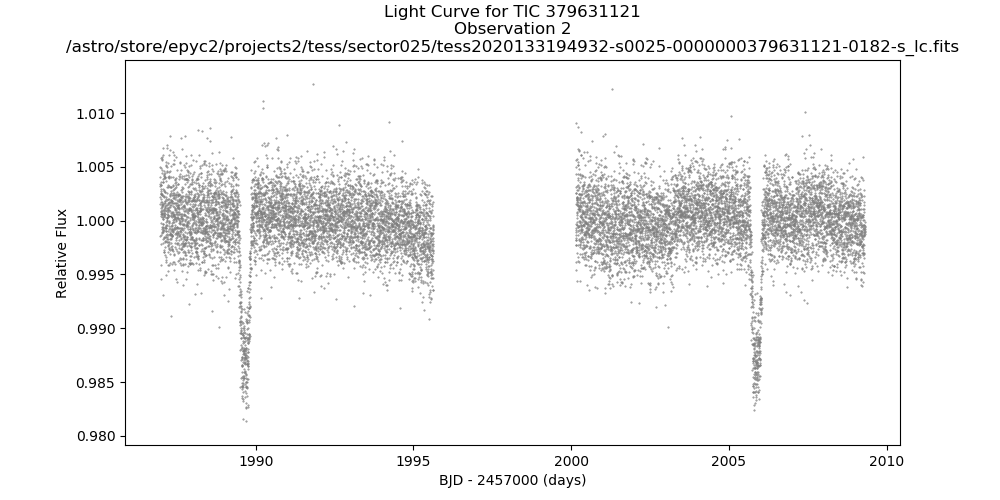 Light Curve for TIC 379631121
Observation 2
/astro/store/epyc2/projects2/tess/sector025/tess2020133194932-s0025-0000000379631121-0182-s_lc.fits
1.010
1.005
1.000
0.995
0.990
0.985
0.980
Relative Flux
1990
1995
2000
2005
2010
BJD - 2457000 (days)